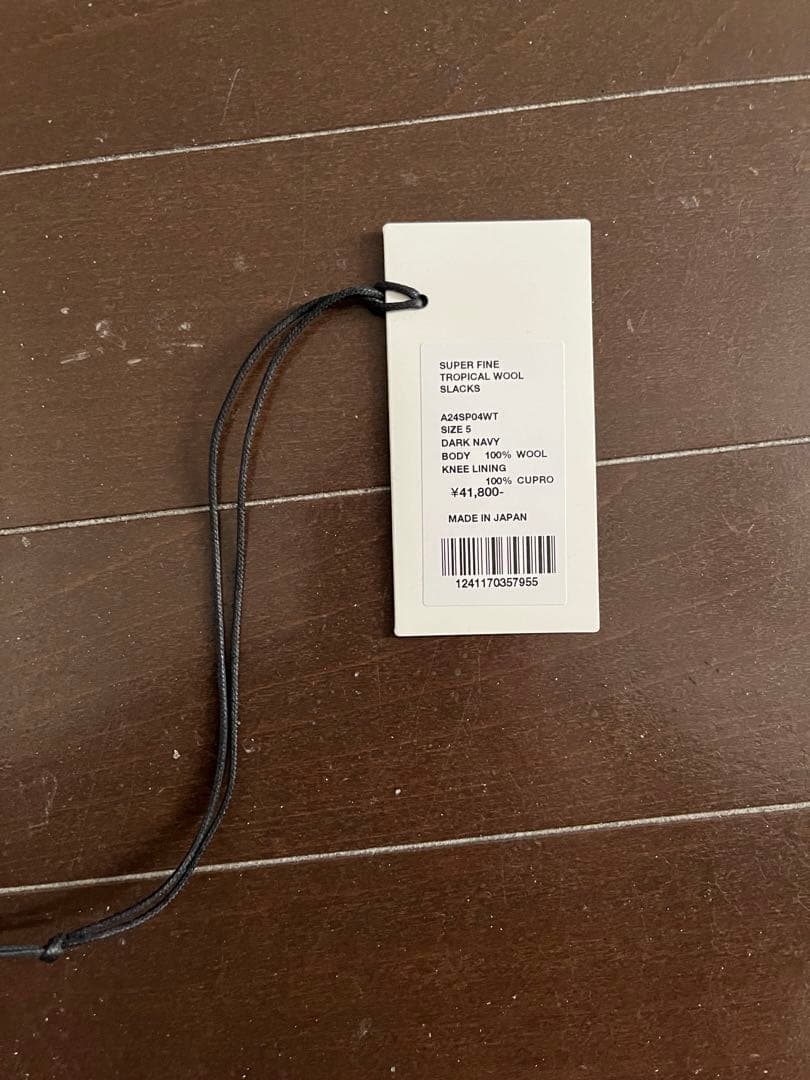 SUPER FINE
TROPICAL WOOL
SLACKS
A24SP04WT
SIZE 5
DARK NAVY
BODY 100% WOOL
KNEE LINING
100% CUPRO
¥41,800-
MADE IN JAPAN
1241170357955